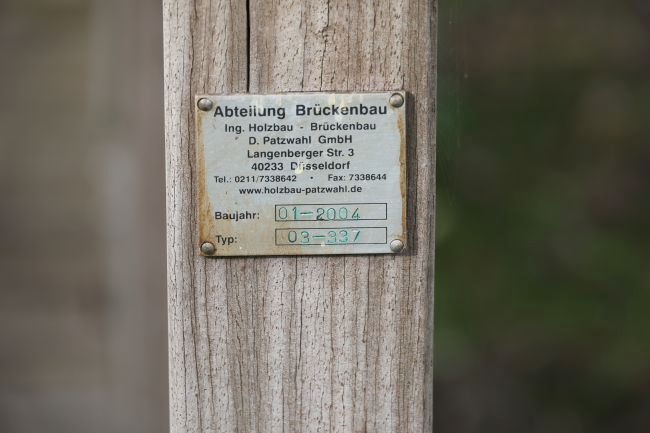 Abteilung Brückenbau
Ing. Holzbau - Brückenbau
D. Patzwahl GmbH
Langenberger Str. 3
40233 Düsseldorf
Tel.: 0211/7338642 • Fax: 7338644
www.holzbau-patzwahl.de
Baujahr: 01-2004
Typ: 03-337